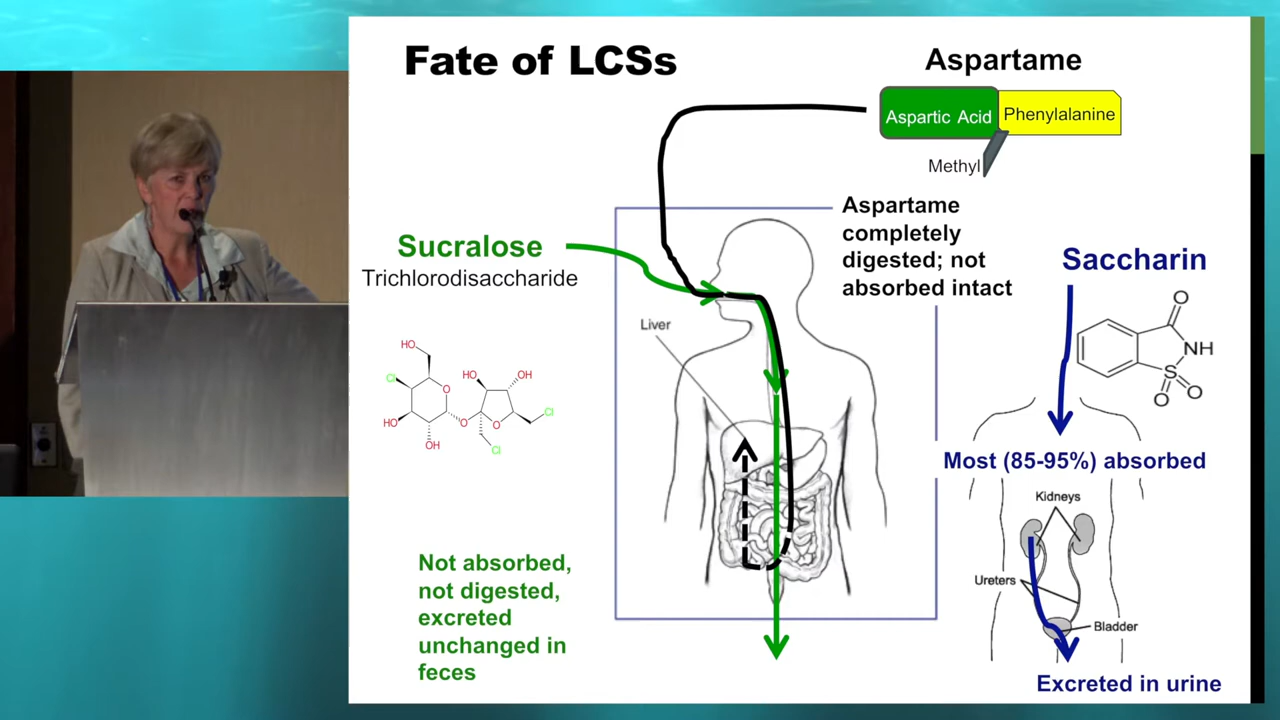 Fate of LCSs
Aspartame
Aspartic Acid
Phenylalanine
Methyl
Aspartame
completely
digested; not
absorbed intact
Sucralose
Trichlorodisaccharide
Saccharin
Liver
HO
Cl
O
HO
OH
HO
OH
O
O
Cl
Cl
O
NH
S
O
O
Most (85-95%) absorbed
Kidneys
Ureters
Bladder
Excreted in urine
Not absorbed,
not digested,
excreted
unchanged in
feces